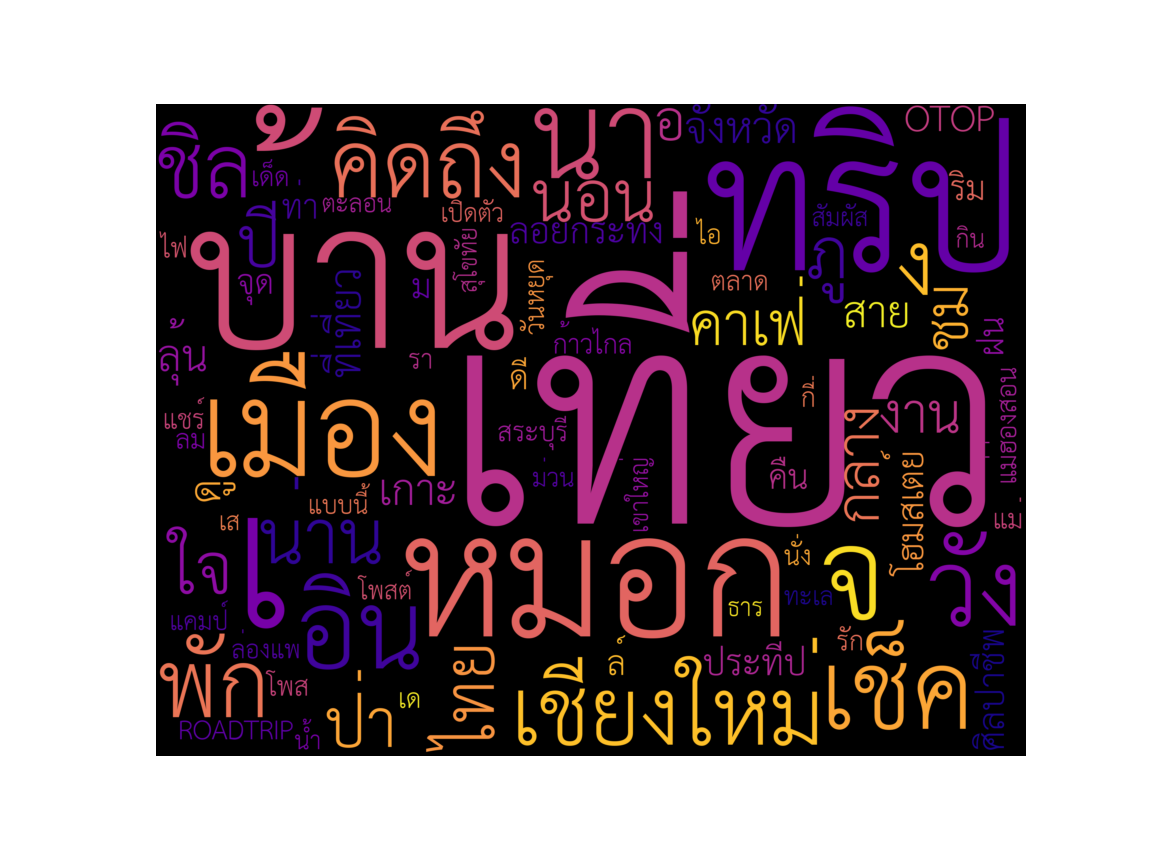 OTOP
จังหวัด
อ
นา
ชิล
คิดถึง
ทริป
เด็ด
ริม
นอน
ทา
ตะลอน
เปิดตัว
สัมผัส
ปี
ลอยกระทง
ไอ
กิน
ไฟ
บ้าน
สุโขทัย
ภู
ง
จุด
ม
วันหยุด
ตลาด
ที่เที่ยว
เที่ยว
คาเฟ่
สาย
ชม
ฝน
ลุ้น
รา
ก้าวไกล
ดี
เมือง
กี่
งาน
แม่ฮ่องสอน
แชร์
ลม
สระบุรี
กลาง
ดู
เกาะ
ม่วน
เขาใหญ่
คืน
โฮมสเตย์
แบบนี้
เส
แม่
นาน
เ
ใจ
หมอก
นั่ง
จ
วัง
โพสต์
อิน
ธาร
ทะเล
แคมป์
ล่องแพ
รัก
พัก
โพส
ไทย
ล์
ประทีป
เช็ค
ศิลปาชีพ
ป่า
เด
เชียงใหม่
ROADTRIP
น้ำ